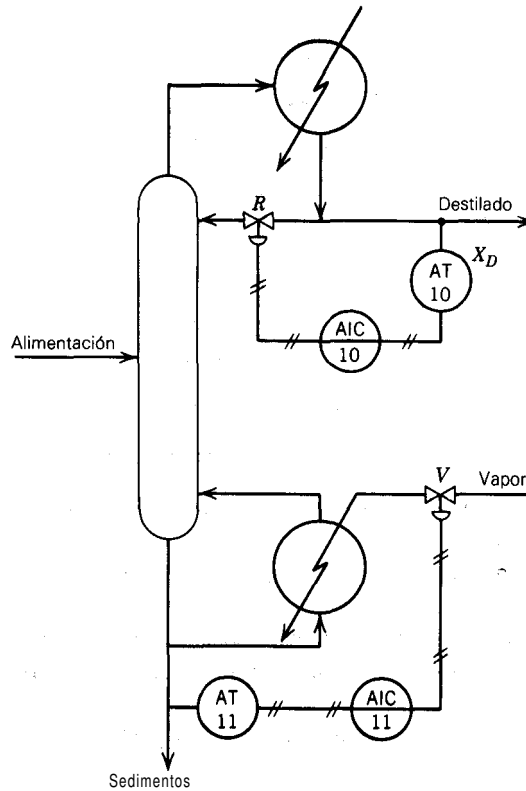 R
Destilado
X_D
AT
10
AIC
10
Alimentación
V
Vapor
AT
11
AIC
11
Sedimentos